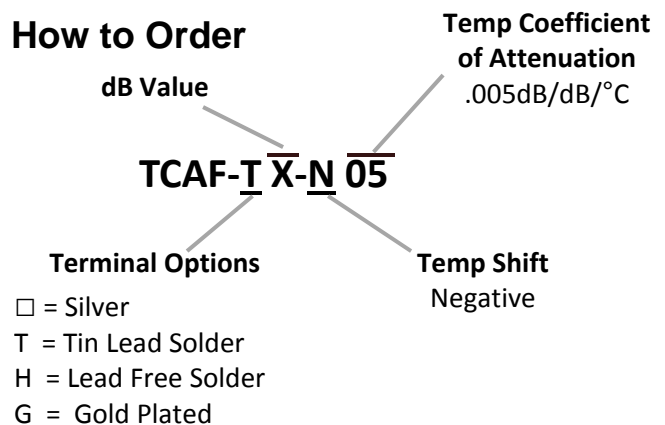 How to Order
Temp Coefficient
of Attenuation
.005dB/dB/°C
dB Value
TCAF-T X-N 05
Terminal Options
□ = Silver
T = Tin Lead Solder
H = Lead Free Solder
G = Gold Plated
Temp Shift
Negative